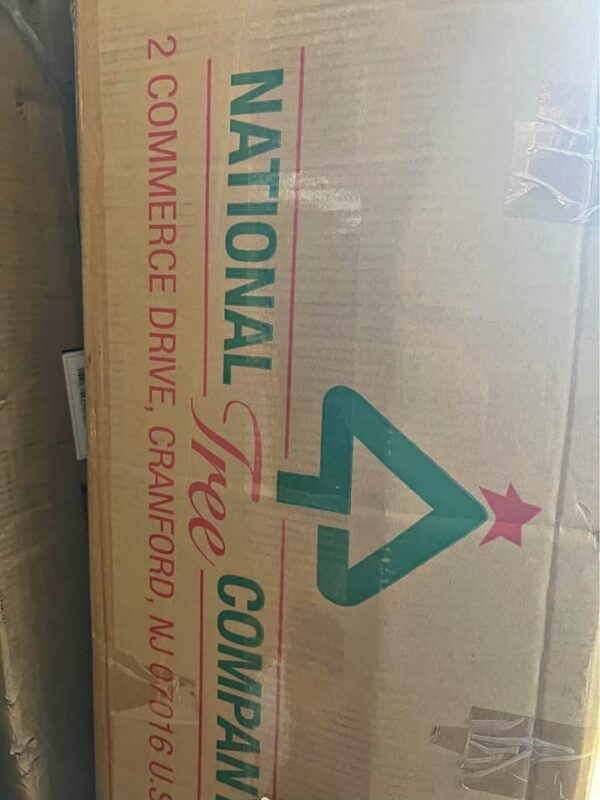 NATIONAL Tree COMPAN
2 COMMERCE DRIVE, CRANFORD, NJ 07016 U.S